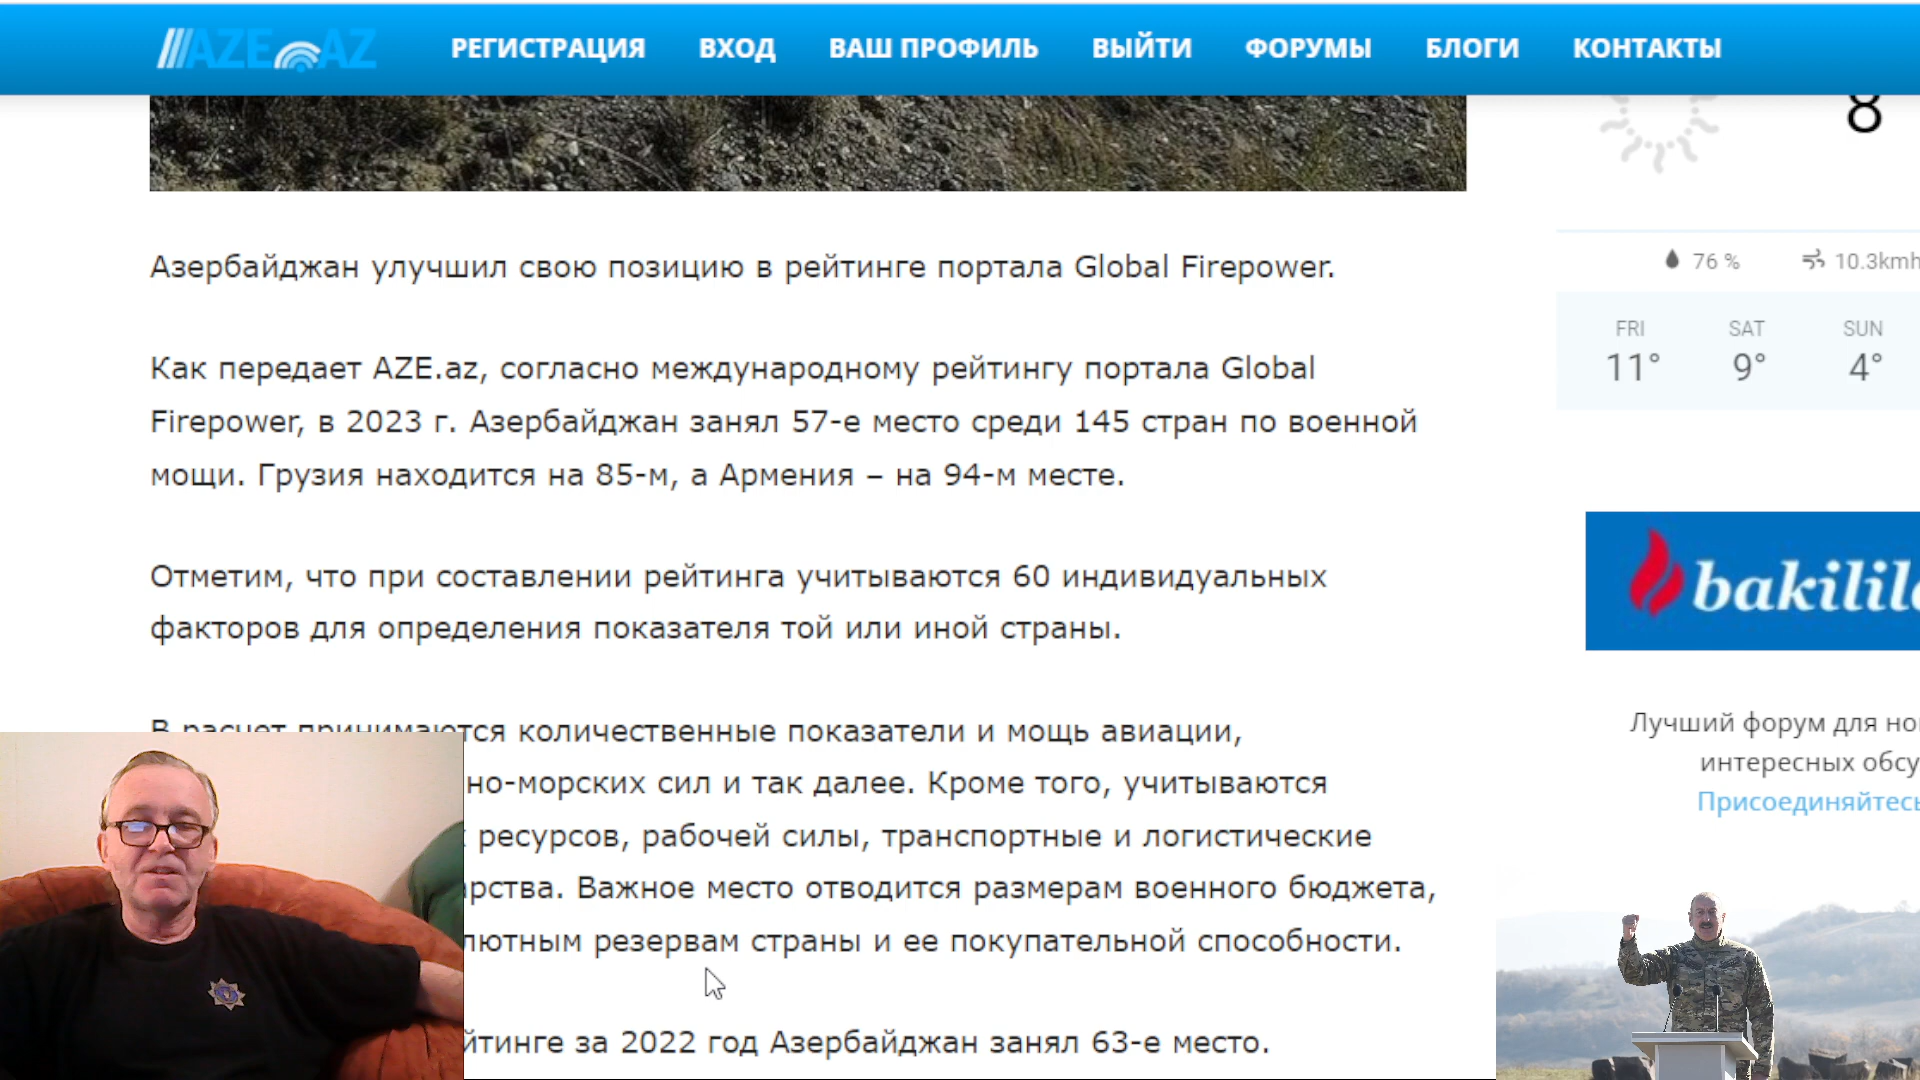 AZE.AZ
РЕГИСТРАЦИЯ ВХОД ВАШ ПРОФИЛЬ ВЫЙТИ ФОРУМЫ БЛОГИ КОНТАКТЫ
8
Азербайджан улучшил свою позицию в рейтинге портала Global Firepower.
Как передает AZE.az, согласно международному рейтингу портала Global
Firepower, в 2023 г. Азербайджан занял 57-е место среди 145 стран по военной
мощи. Грузия находится на 85-м, а Армения – на 94-м месте.
Отметим, что при составлении рейтинга учитываются 60 индивидуальных
факторов для определения показателя той или иной страны.
В расчет принимаются количественные показатели и мощь авиации,
но-морских сил и так далее. Кроме того, учитываются
ресурсов, рабочей силы, транспортные и логистические
арства. Важное место отводится размерам военного бюджета,
лютным резервам страны и ее покупательной способности.
йтинге за 2022 год Азербайджан занял 63-е место.
76 % 10.3kmh
FRI SAT SUN
11° 9° 4°
bakilil
Лучший форум для но
интересных обсу
Присоединяйтесь